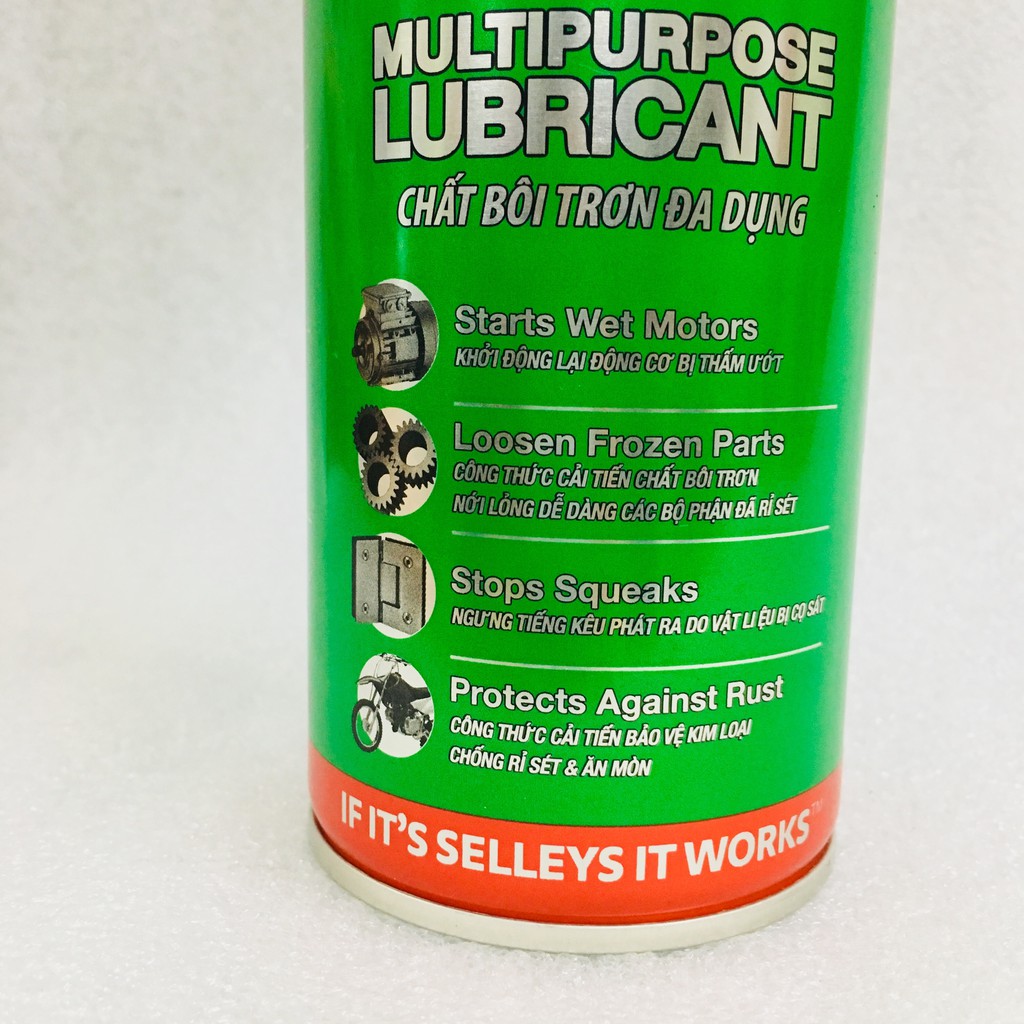 MULTIPURPOSE
LUBRICANT
CHẤT BÔI TRƠN ĐA DỤNG
Starts Wet Motors
KHỞI ĐỘNG LẠI ĐỘNG CƠ BỊ THẤM ƯỚT
Loosen Frozen Parts
CÔNG THỨC CẢI TIẾN CHẤT BÔI TRƠN
NỚI LỎNG DỄ DÀNG CÁC BỘ PHẬN ĐÃ RỈ SÉT
Stops Squeaks
NGƯNG TIẾNG KÊU PHÁT RA DO VẬT LIỆU BỊ CỌ SÁT
Protects Against Rust
CÔNG THỨC CẢI TIẾN BẢO VỆ KIM LOẠI
CHỐNG RỈ SÉT & ĂN MÒN
IF IT'S SELLEYS IT WORKS™